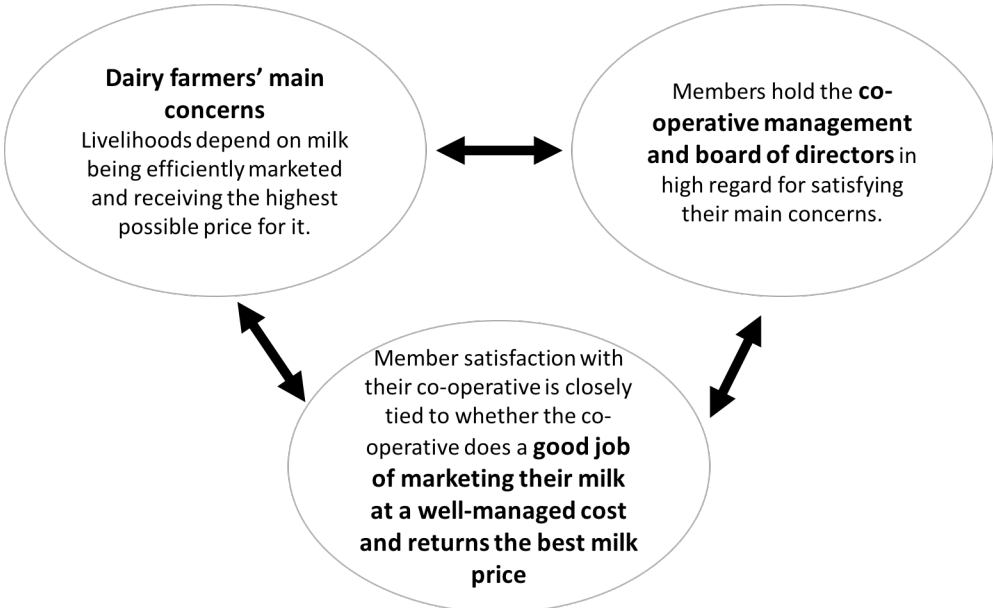 Dairy farmers’ main
concerns
Livelihoods depend on milk
being efficiently marketed
and receiving the highest
possible price for it.
Members hold the co-
operative management
and board of directors in
high regard for satisfying
their main concerns.
Member satisfaction with
their co-operative is closely
tied to whether the co-
operative does a good job
of marketing their milk
at a well-managed cost
and returns the best milk
price